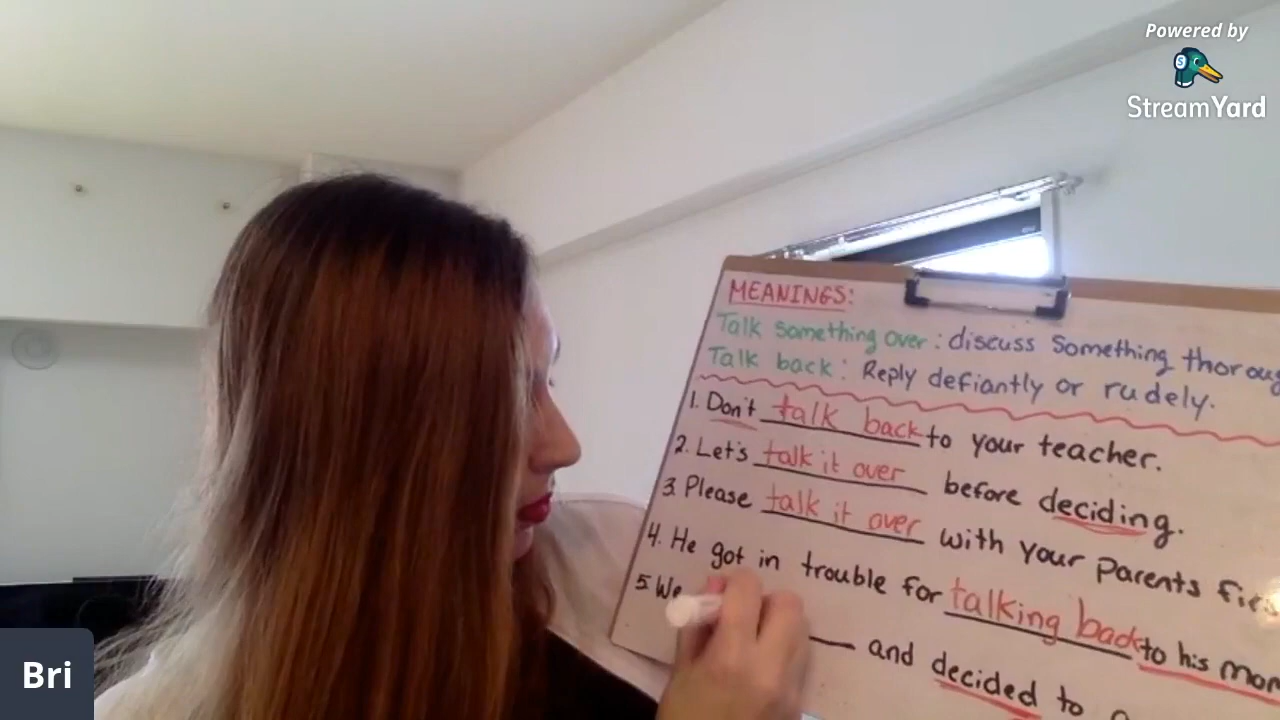 Powered by
StreamYard
MEANINGS:
Talk something over: discuss something
Talk back: Reply defiantly or rudely.
1. Don't talk back to your teacher.
2. Let's talk it over before deciding.
3. Please talk it over with your Parents
4. He got in trouble for talking back to his mom
5. We and decided to
Bri